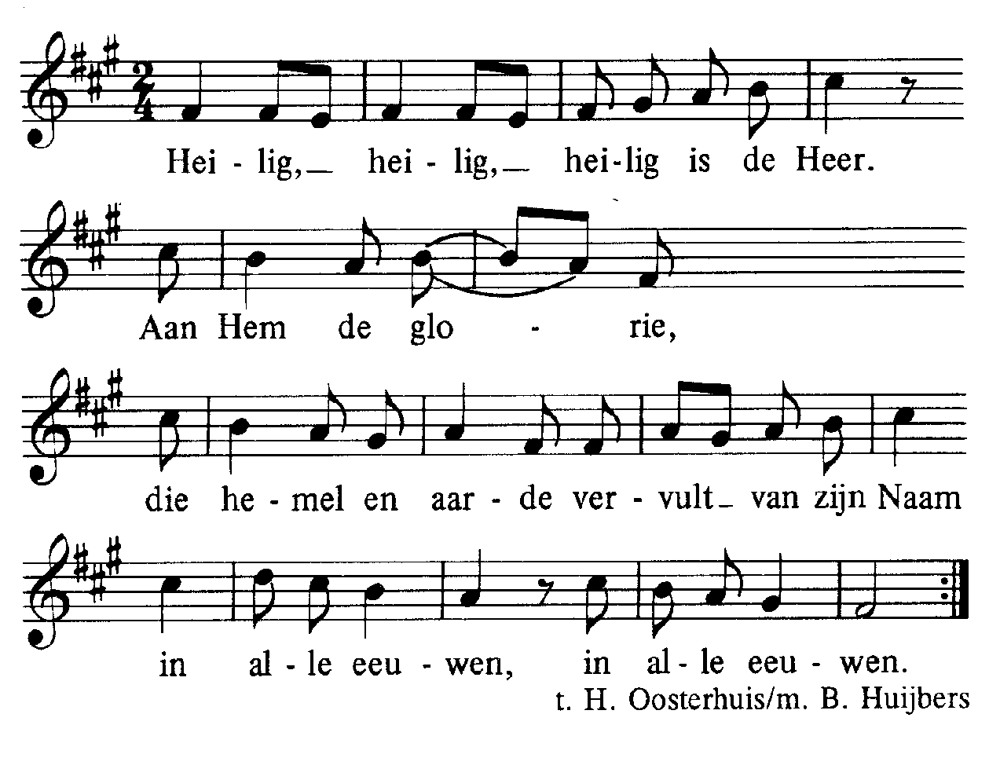 2
4
Hei - lig,_ hei - lig,_ hei-lig is de Heer.
Aan Hem de glo - rie,
die he - mel en aar - de ver - vult_ van zijn Naam
in al - le eeu - wen, in al - le eeu - wen.
t. H. Oosterhuis/m. B. Huijbers